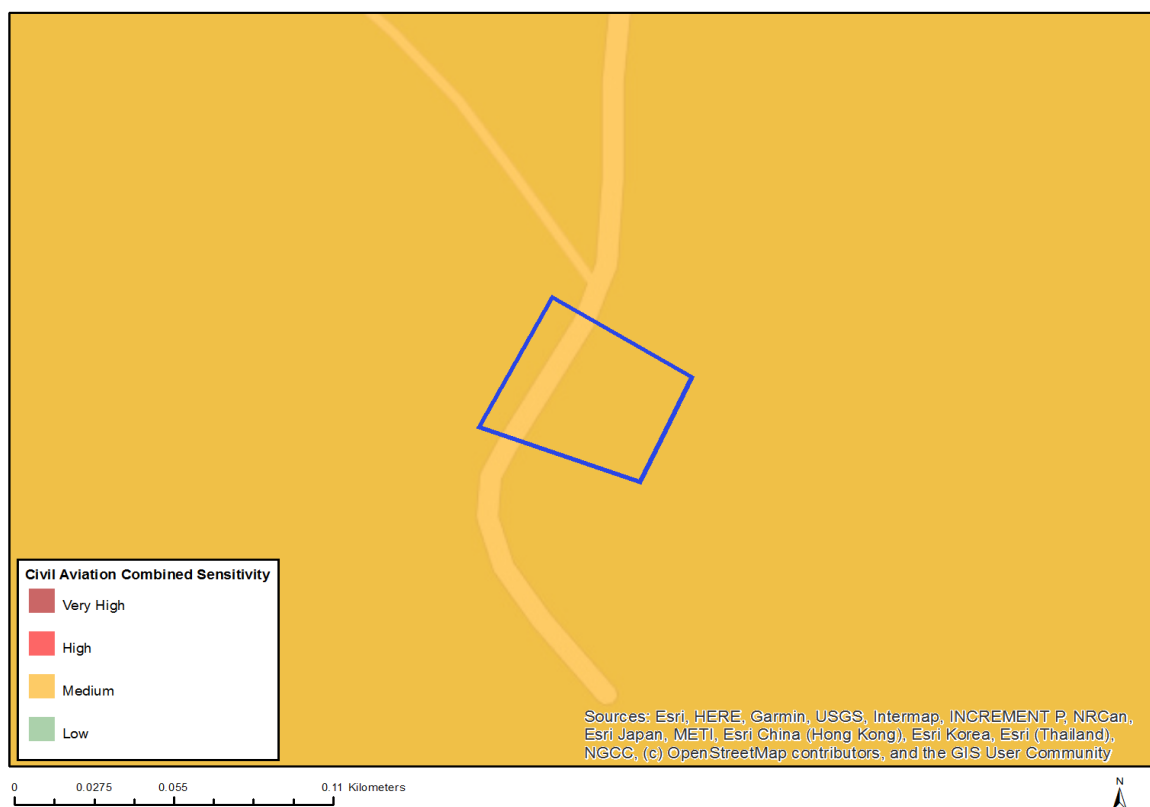 Civil Aviation Combined Sensitivity
Very High
High
Medium
Low
Sources: Esri, HERE, Garmin, USGS, Intermap, INCREMENT P, NRCan,
Esri Japan, METI, Esri China (Hong Kong), Esri Korea, Esri (Thailand),
NGCC, (c) OpenStreetMap contributors, and the GIS User Community
0 0.0275 0.055 0.11 Kilometers
N